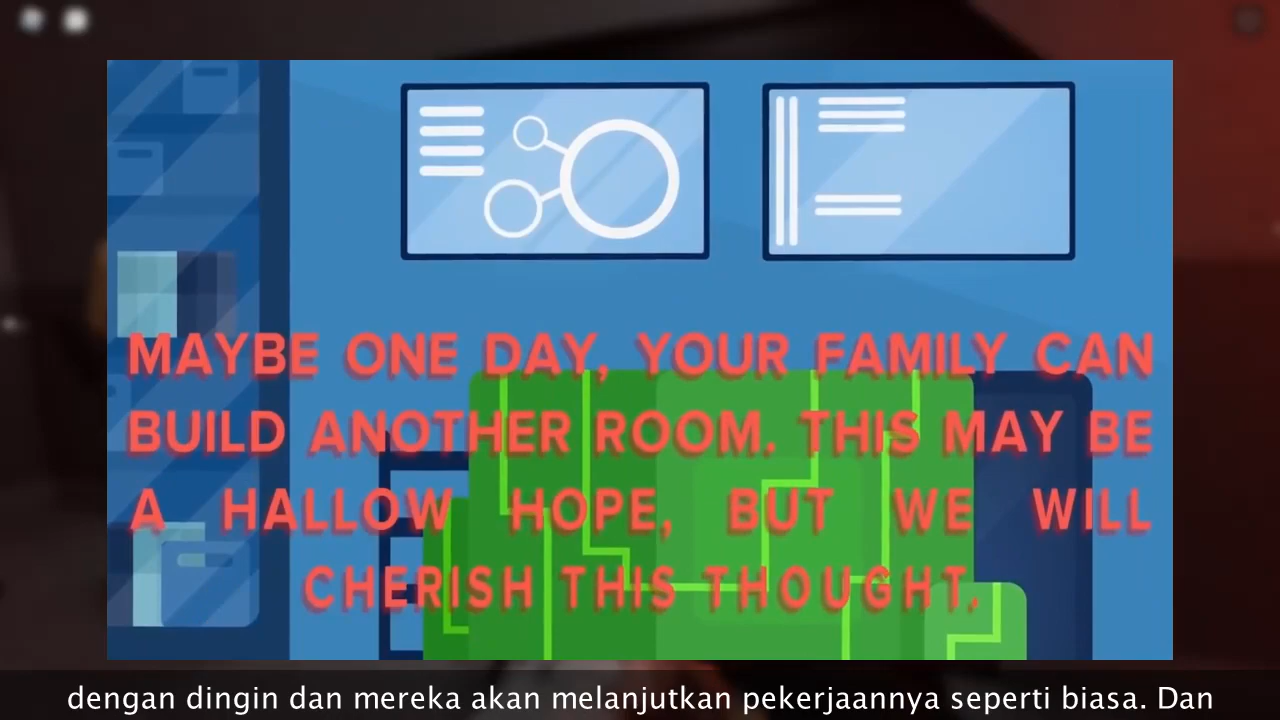 MAYBE ONE DAY, YOUR FAMILY CAN
BUILD ANOTHER ROOM. THIS MAY BE
A HALLOW HOPE, BUT WE WILL
CHERISH THIS THOUGHT.
dengan dingin dan mereka akan melanjutkan pekerjaannya seperti biasa. Dan